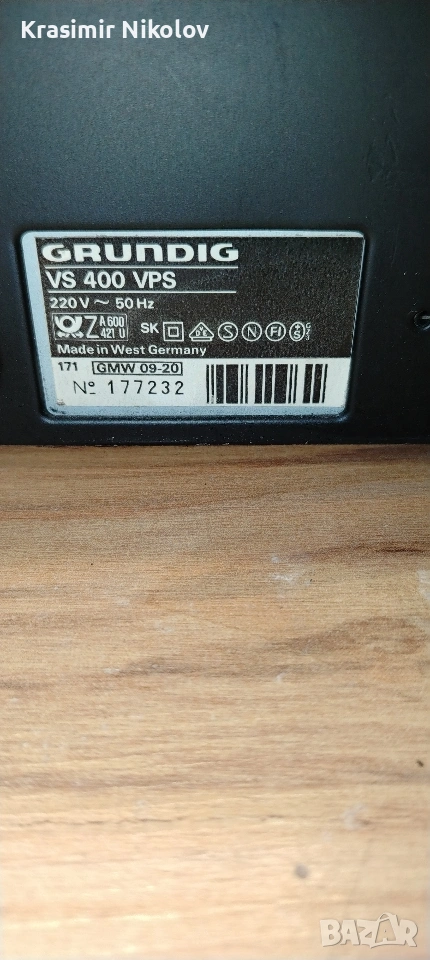 Krasimir Nikolov
GRUNDIG
VS 400 VPS
220 V ~ 50 Hz
Z A 600 421 U SK D E S N FI
Made in West Germany
171 GMW 09-20
Nº 177232
BAZAR